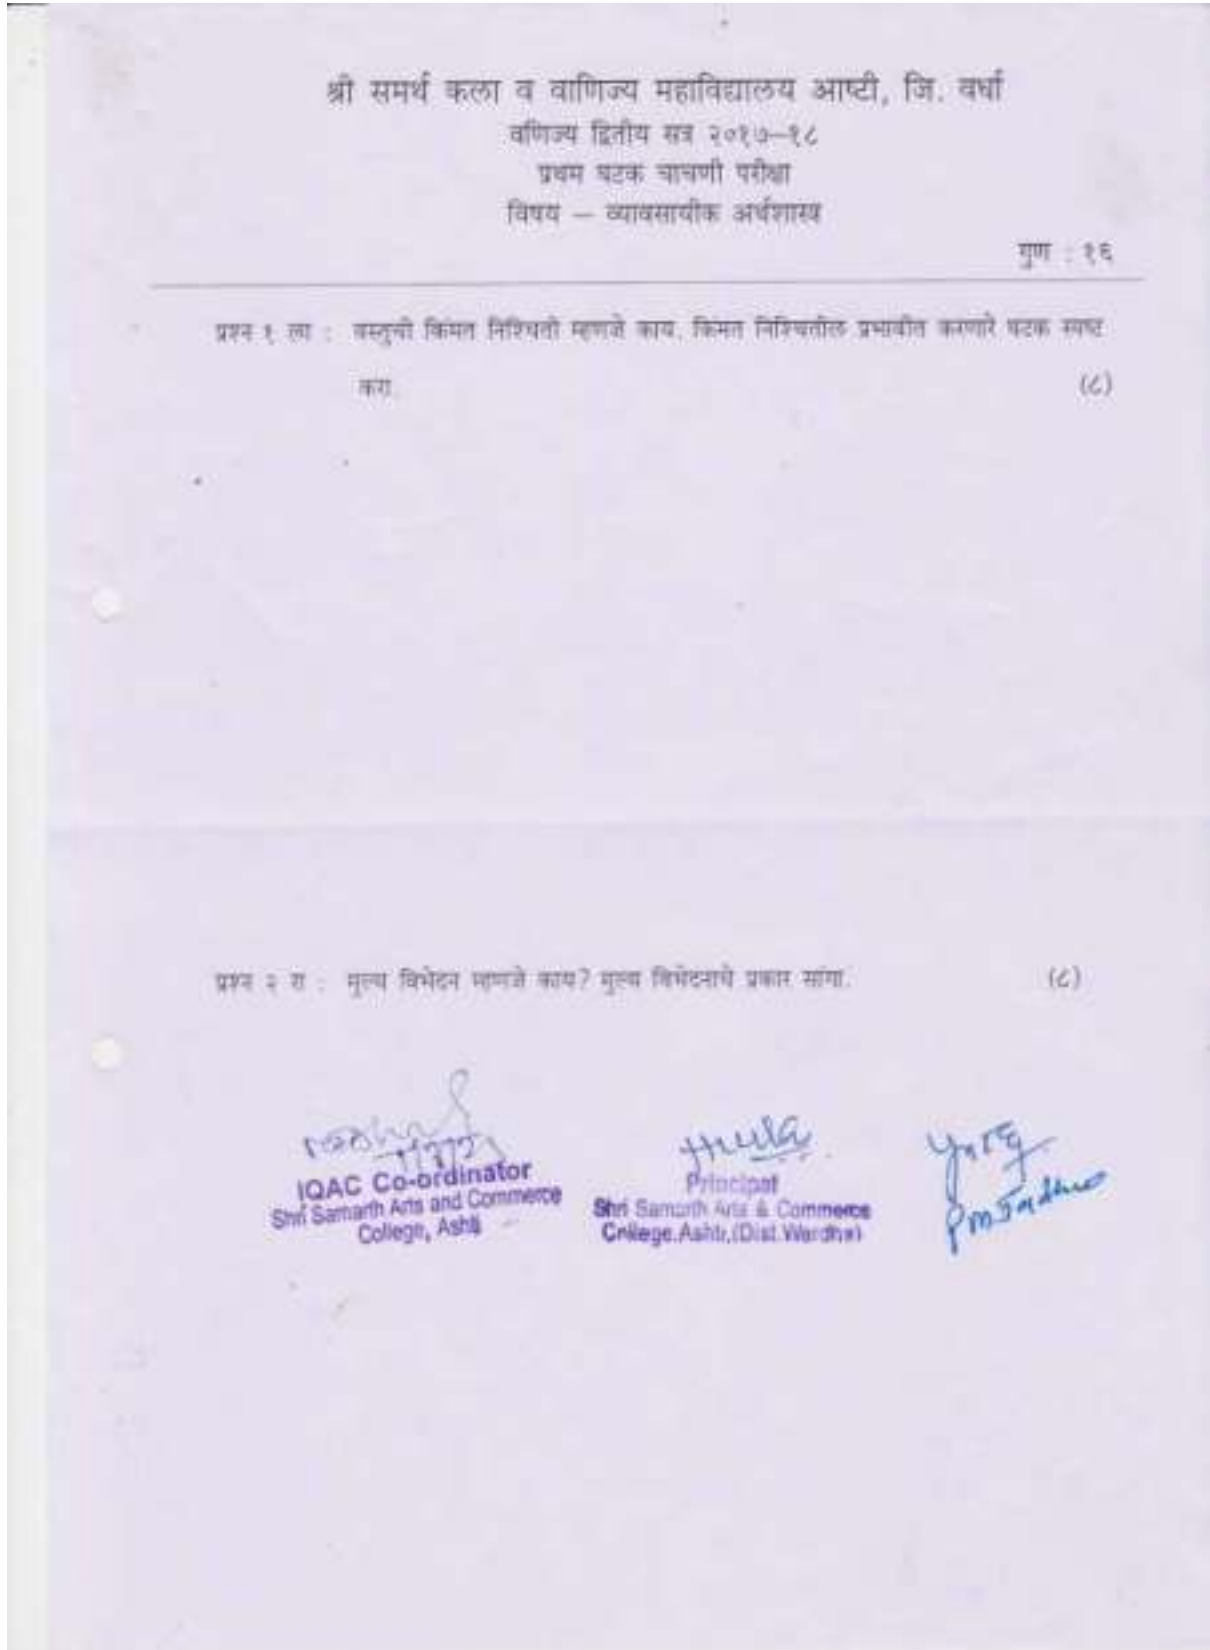 श्री समर्थ कला व वाणिज्य महाविद्यालय आष्टी, जि. वर्धा
वणिज्य द्वितीय सत्र २०१७–१८
प्रथम घटक चाचणी परीक्षा
विषय – व्यावसायीक अर्थशास्त्र
गुण : १६
प्रश्न १ ला : वस्तुची किंमत निश्चिती म्हणजे काय. किंमत निश्चितील प्रभावीत करणारे घटक स्पष्ट
करा. (८)
प्रश्न २ रा : मुल्य विभेदन म्हणजे काय? मुल्य विभेदनाचे प्रकार सांगा. (८)
IQAC Co-ordinator
Shri Samarth Arts and Commerce
College, Ashti
Principal
Shri Samarth Arts & Commerce
College, Ashti, (Dist. Wardha)